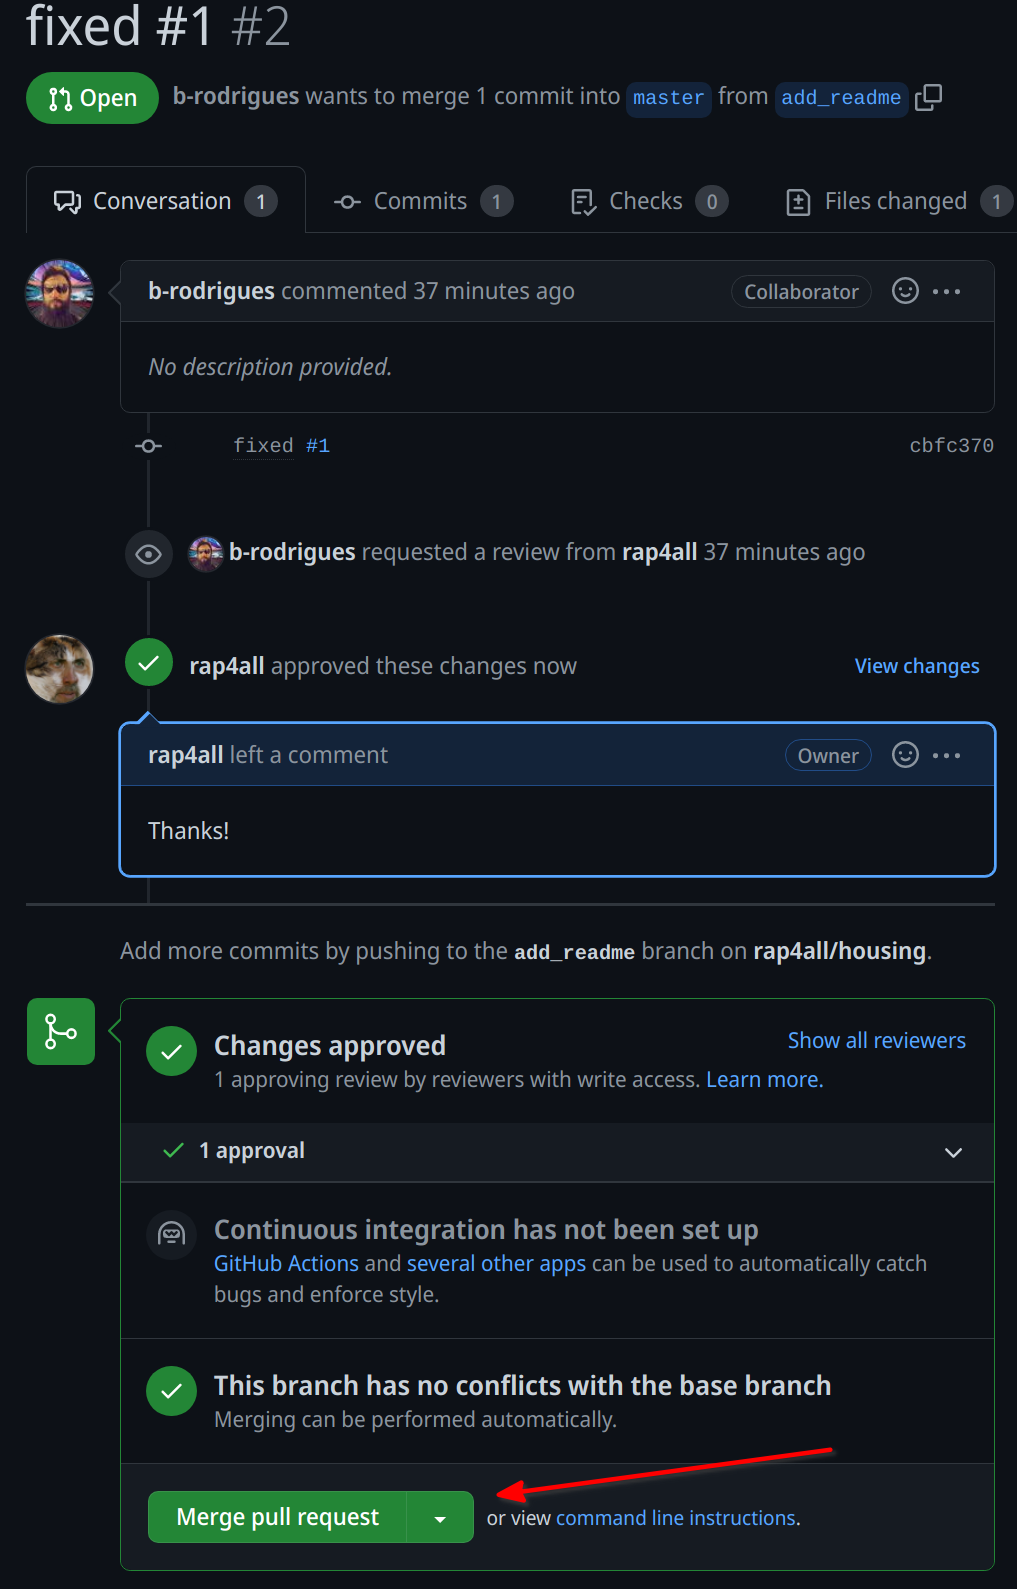 fixed #1 #2
Open b-rodrigues wants to merge 1 commit into master from add_readme
Conversation 1 Commits 1 Checks 0 Files changed 1
b-rodrigues commented 37 minutes ago Collaborator
No description provided.
fixed #1 cbfc370
b-rodrigues requested a review from rap4all 37 minutes ago
rap4all approved these changes now View changes
rap4all left a comment Owner
Thanks!
Add more commits by pushing to the add_readme branch on rap4all/housing.
Changes approved Show all reviewers
1 approving review by reviewers with write access. Learn more.
1 approval
Continuous integration has not been set up
GitHub Actions and several other apps can be used to automatically catch
bugs and enforce style.
This branch has no conflicts with the base branch
Merging can be performed automatically.
Merge pull request or view command line instructions.